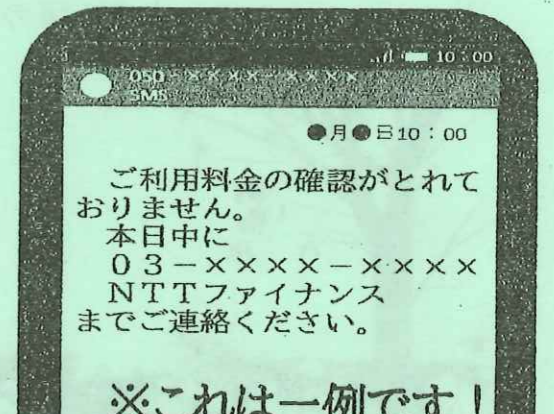 10:00
050-××××-××××
SMS
●月●日10:00
ご利用料金の確認がとれて
おりません。
本日中に
03-××××-××××
NTTファイナンス
までご連絡ください。
※これは一例です！